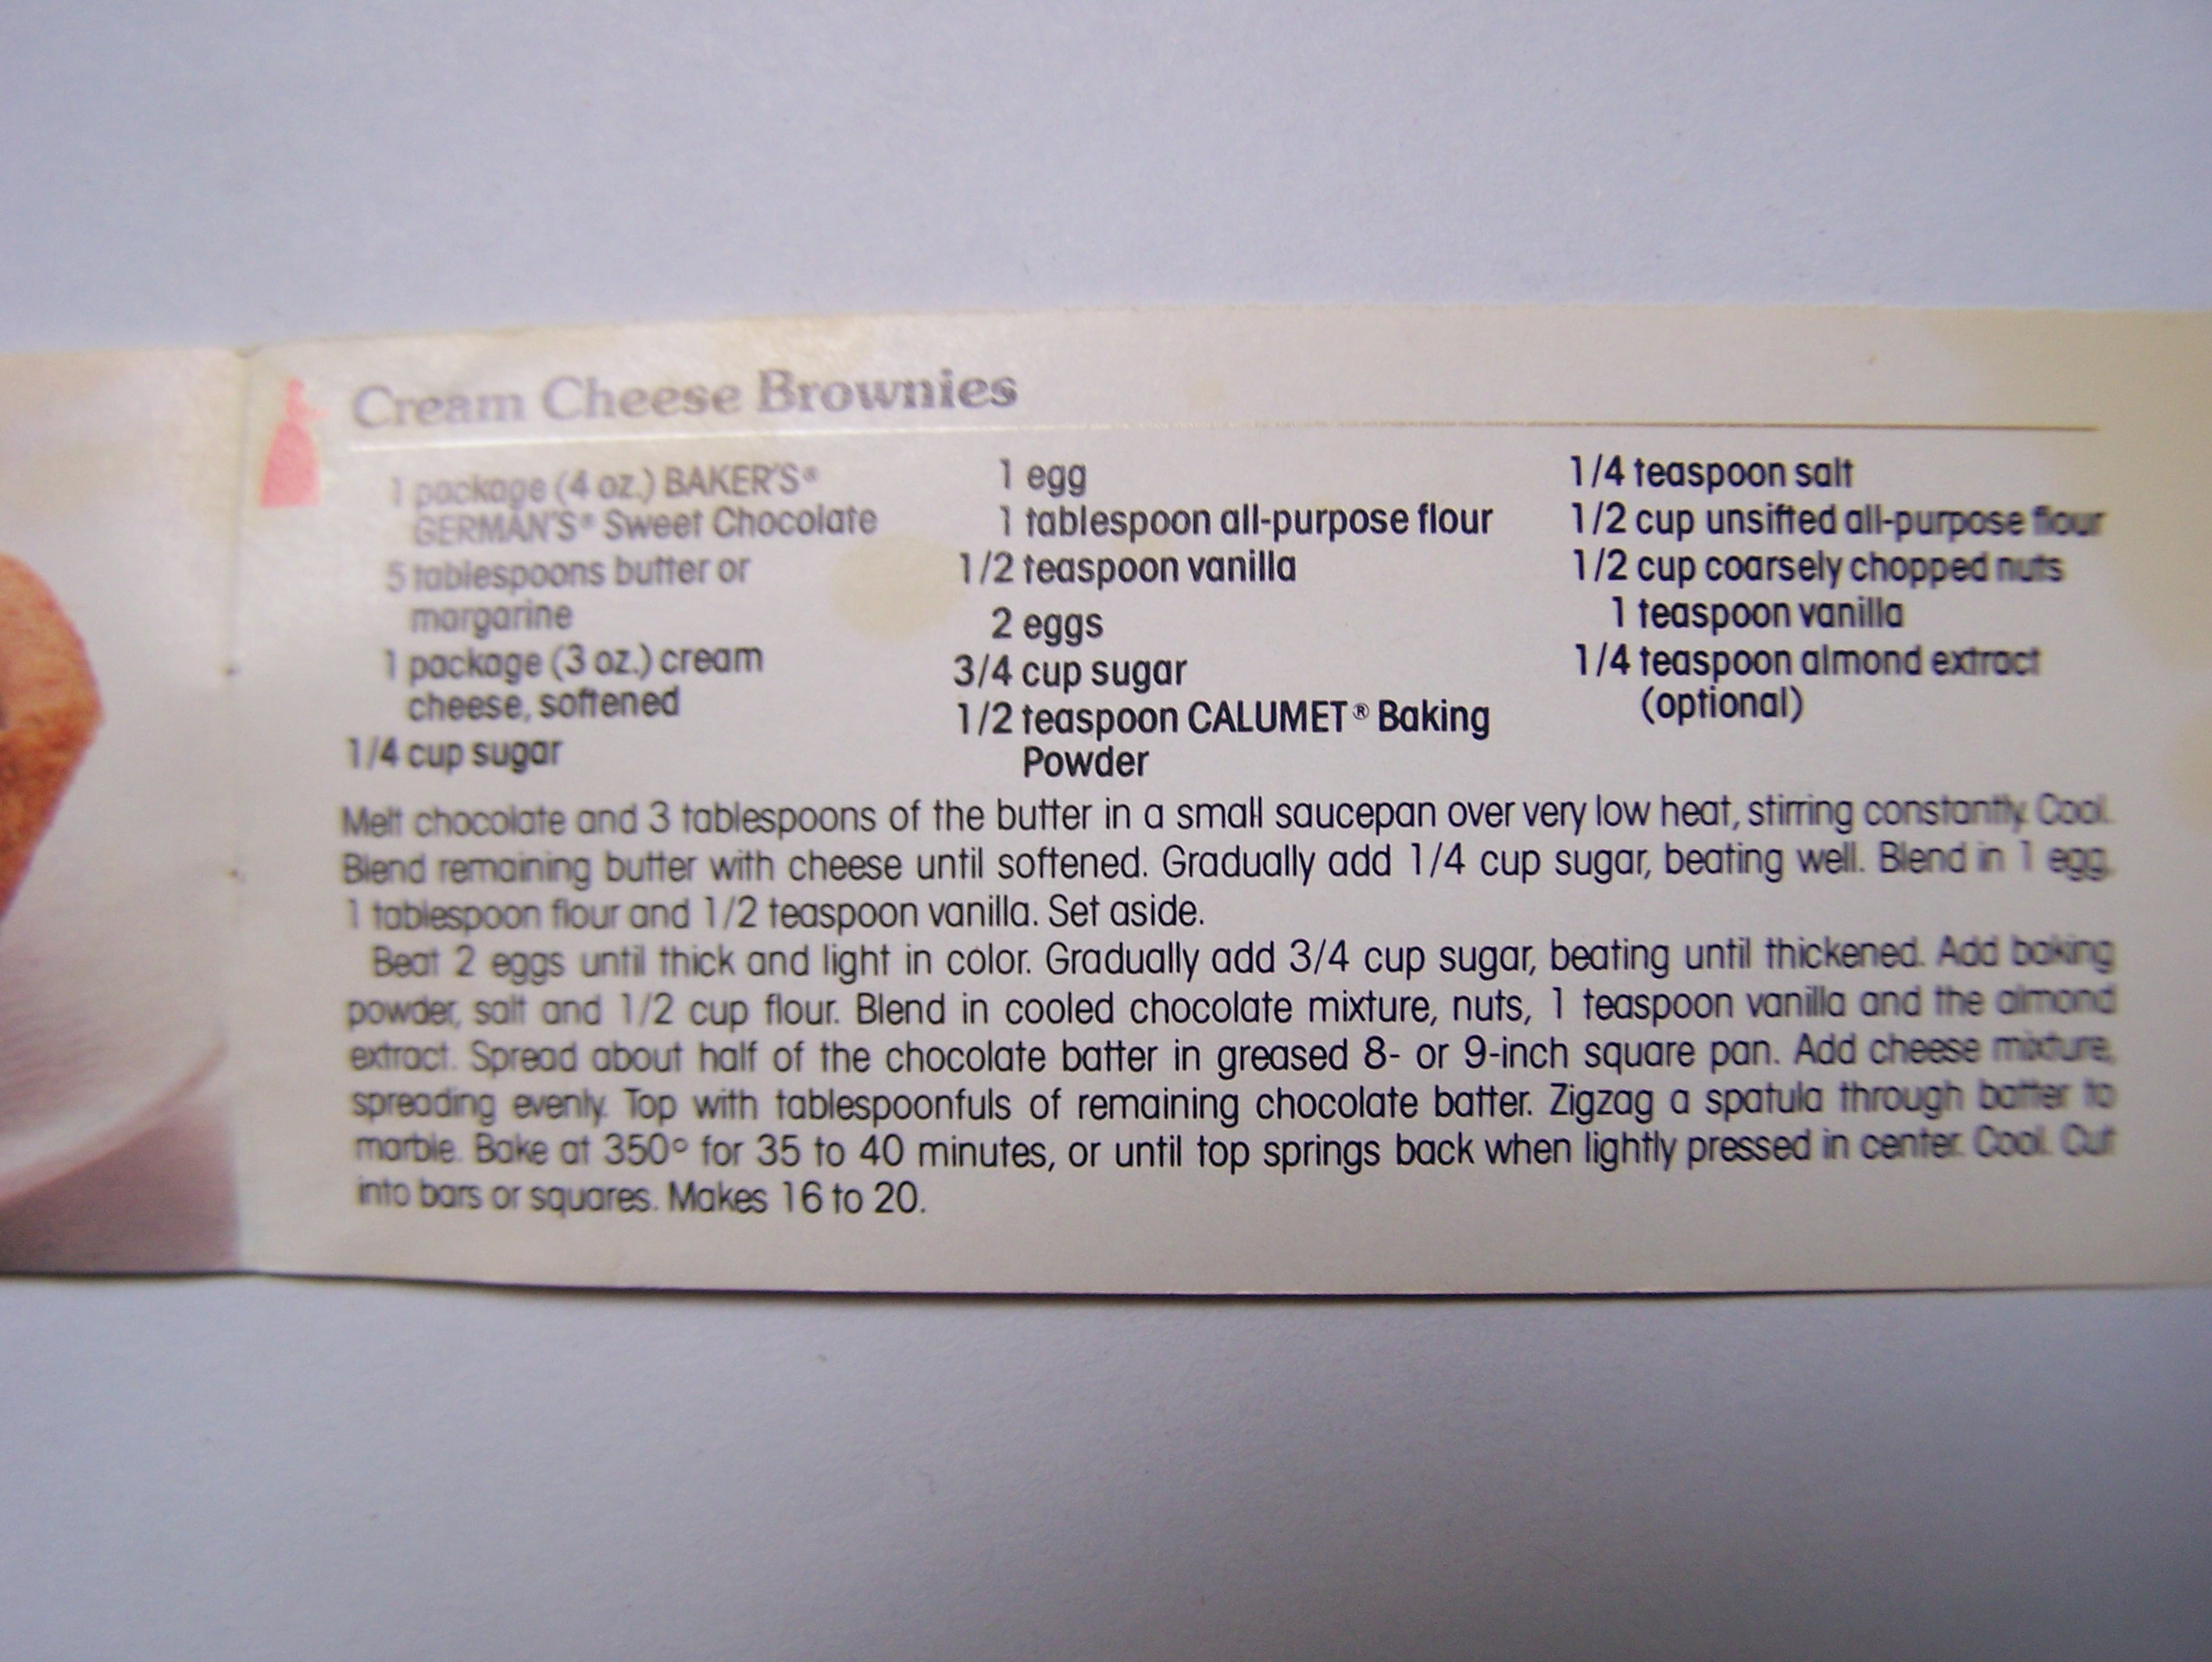 Cream Cheese Brownies
1 package (4 oz.) BAKER'S®
GERMAN'S® Sweet Chocolate
5 tablespoons butter or
margarine
1 package (3 oz.) cream
cheese, softened
1/4 cup sugar
1 egg
1 tablespoon all-purpose flour
1/2 teaspoon vanilla
2 eggs
3/4 cup sugar
1/2 teaspoon CALUMET® Baking
Powder
1/4 teaspoon salt
1/2 cup unsifted all-purpose flour
1/2 cup coarsely chopped nuts
1 teaspoon vanilla
1/4 teaspoon almond extract
(optional)
Melt chocolate and 3 tablespoons of the butter in a small saucepan over very low heat, stirring constantly. Cool.
Blend remaining butter with cheese until softened. Gradually add 1/4 cup sugar, beating well. Blend in 1 egg,
1 tablespoon flour and 1/2 teaspoon vanilla. Set aside.
Beat 2 eggs until thick and light in color. Gradually add 3/4 cup sugar, beating until thickened. Add baking
powder, salt and 1/2 cup flour. Blend in cooled chocolate mixture, nuts, 1 teaspoon vanilla and the almond
extract. Spread about half of the chocolate batter in greased 8- or 9-inch square pan. Add cheese mixture,
spreading evenly. Top with tablespoonfuls of remaining chocolate batter. Zigzag a spatula through batter to
marble. Bake at 350° for 35 to 40 minutes, or until top springs back when lightly pressed in center. Cool. Cut
into bars or squares. Makes 16 to 20.